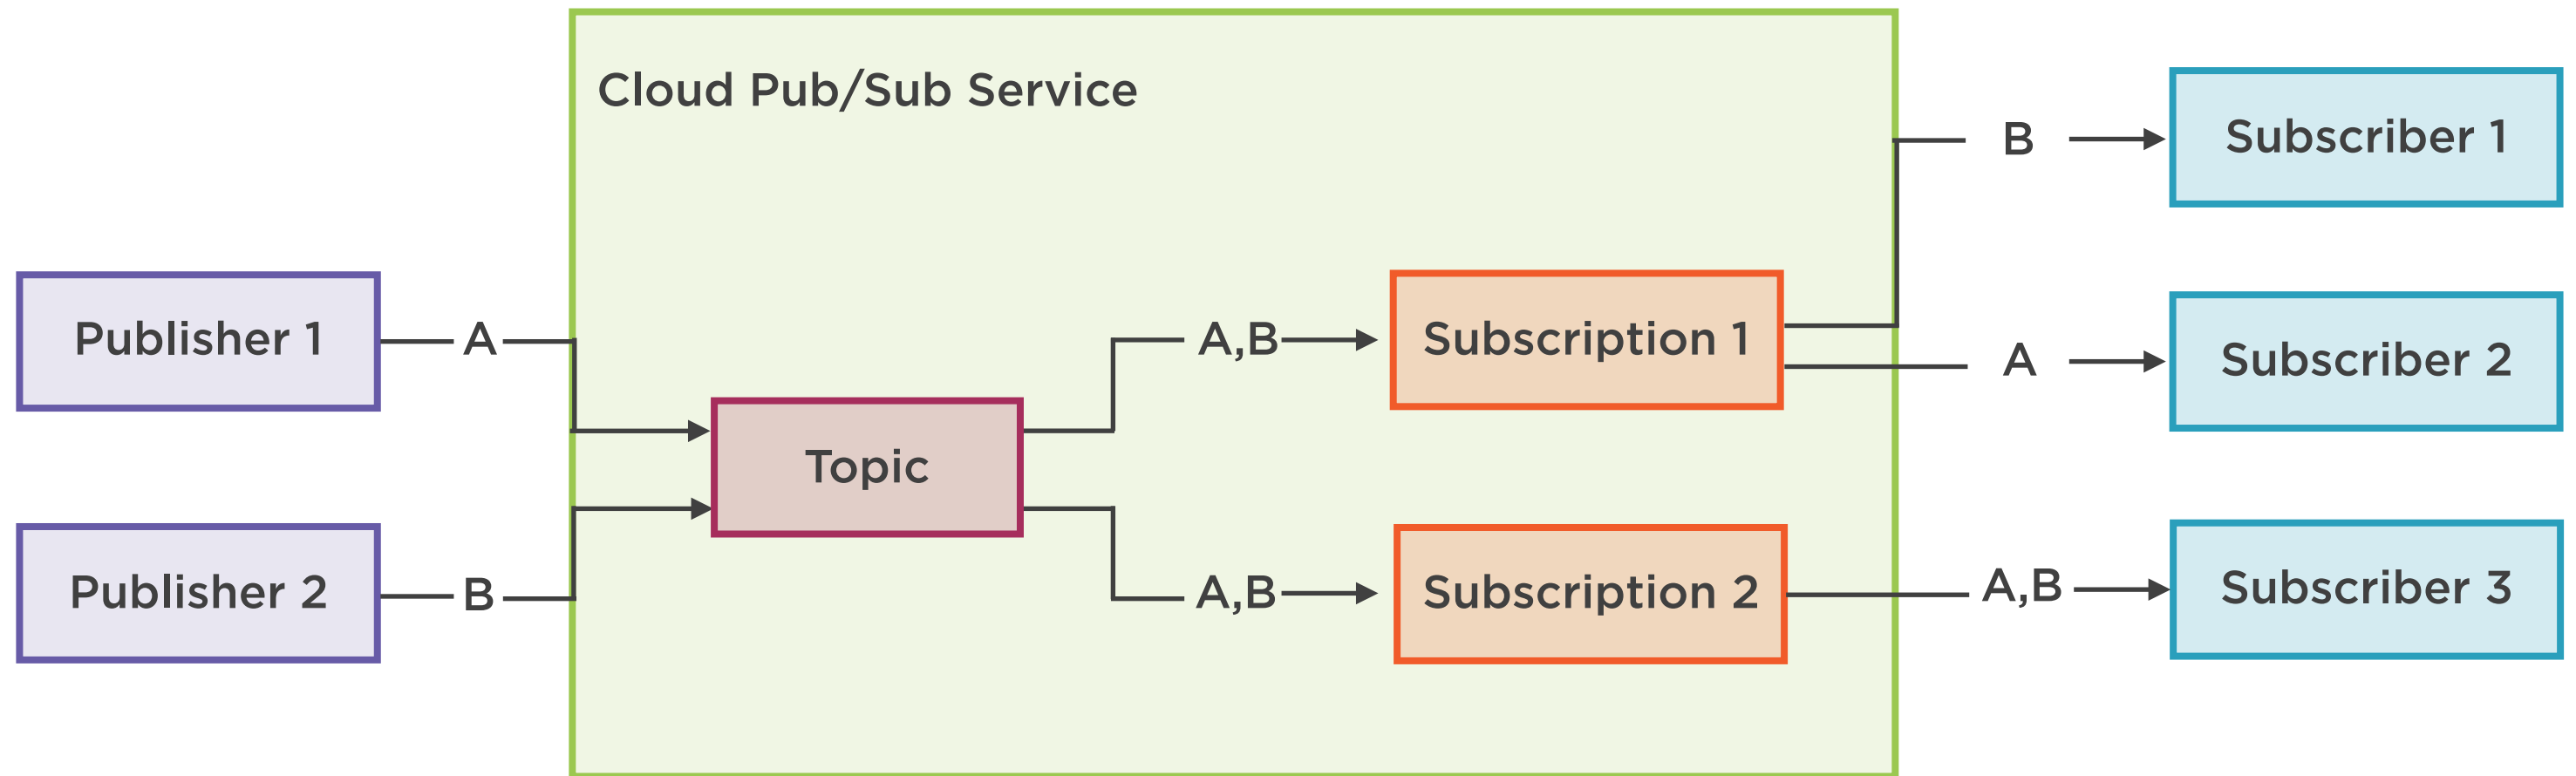 Cloud Pub/Sub Service
B
Subscriber 1
Publisher 1
A
A,B
Subscription 1
A
Subscriber 2
Topic
Publisher 2
B
A,B
Subscription 2
A,B
Subscriber 3